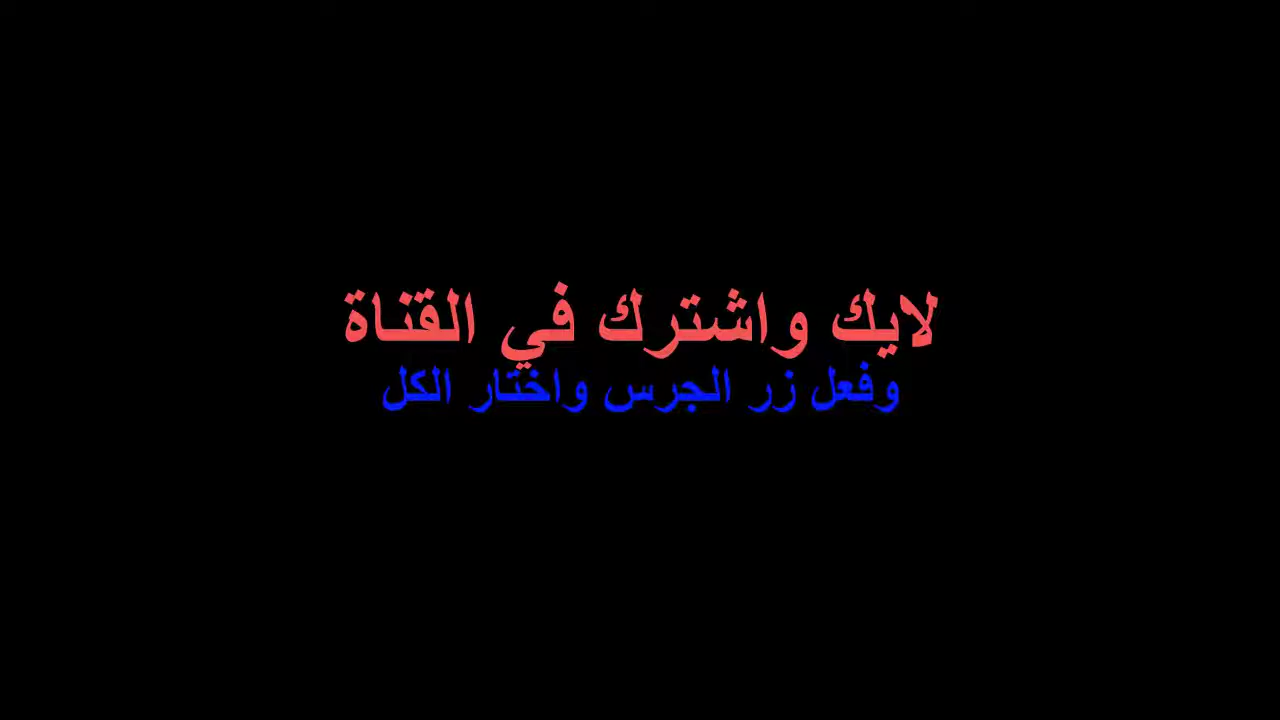 لايك واشترك في القناة
وفعل زر الجرس واختار الكل